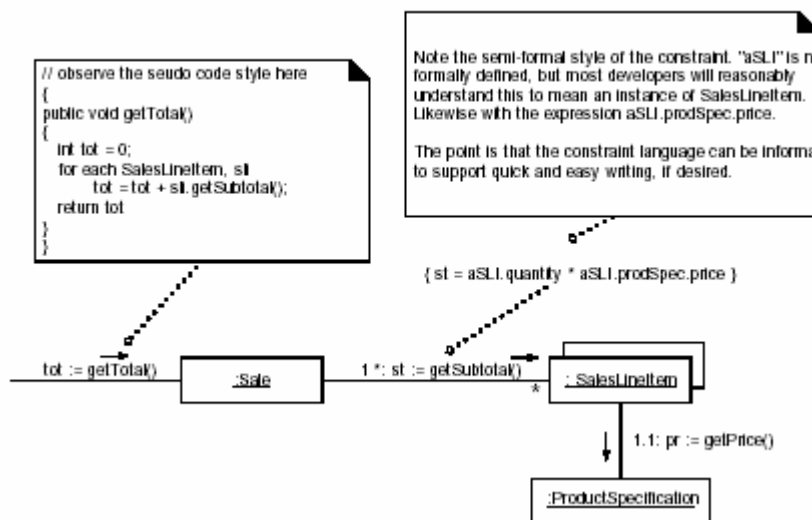 // observe the seudo code style here
{
public void getTotal()
{
int tot = 0;
for each SalesLineItem, sli
tot = tot + sli.getSubtotal();
return tot
}
}
Note the semi-formal style of the constraint. "aSLI" is n
formally defined, but most developers will reasonably
understand this to mean an instance of SalesLineItem.
Likewise with the expression aSLI.prodSpec.price.
The point is that the constraint language can be informa
to support quick and easy writing, if desired.
{ st = aSLI.quantity * aSLI.prodSpec.price }
tot := getTotal()
:Sale
1 *: st := getSubtotal()
*
: SalesLineItem
1.1: pr := getPrice()
:ProductSpecification